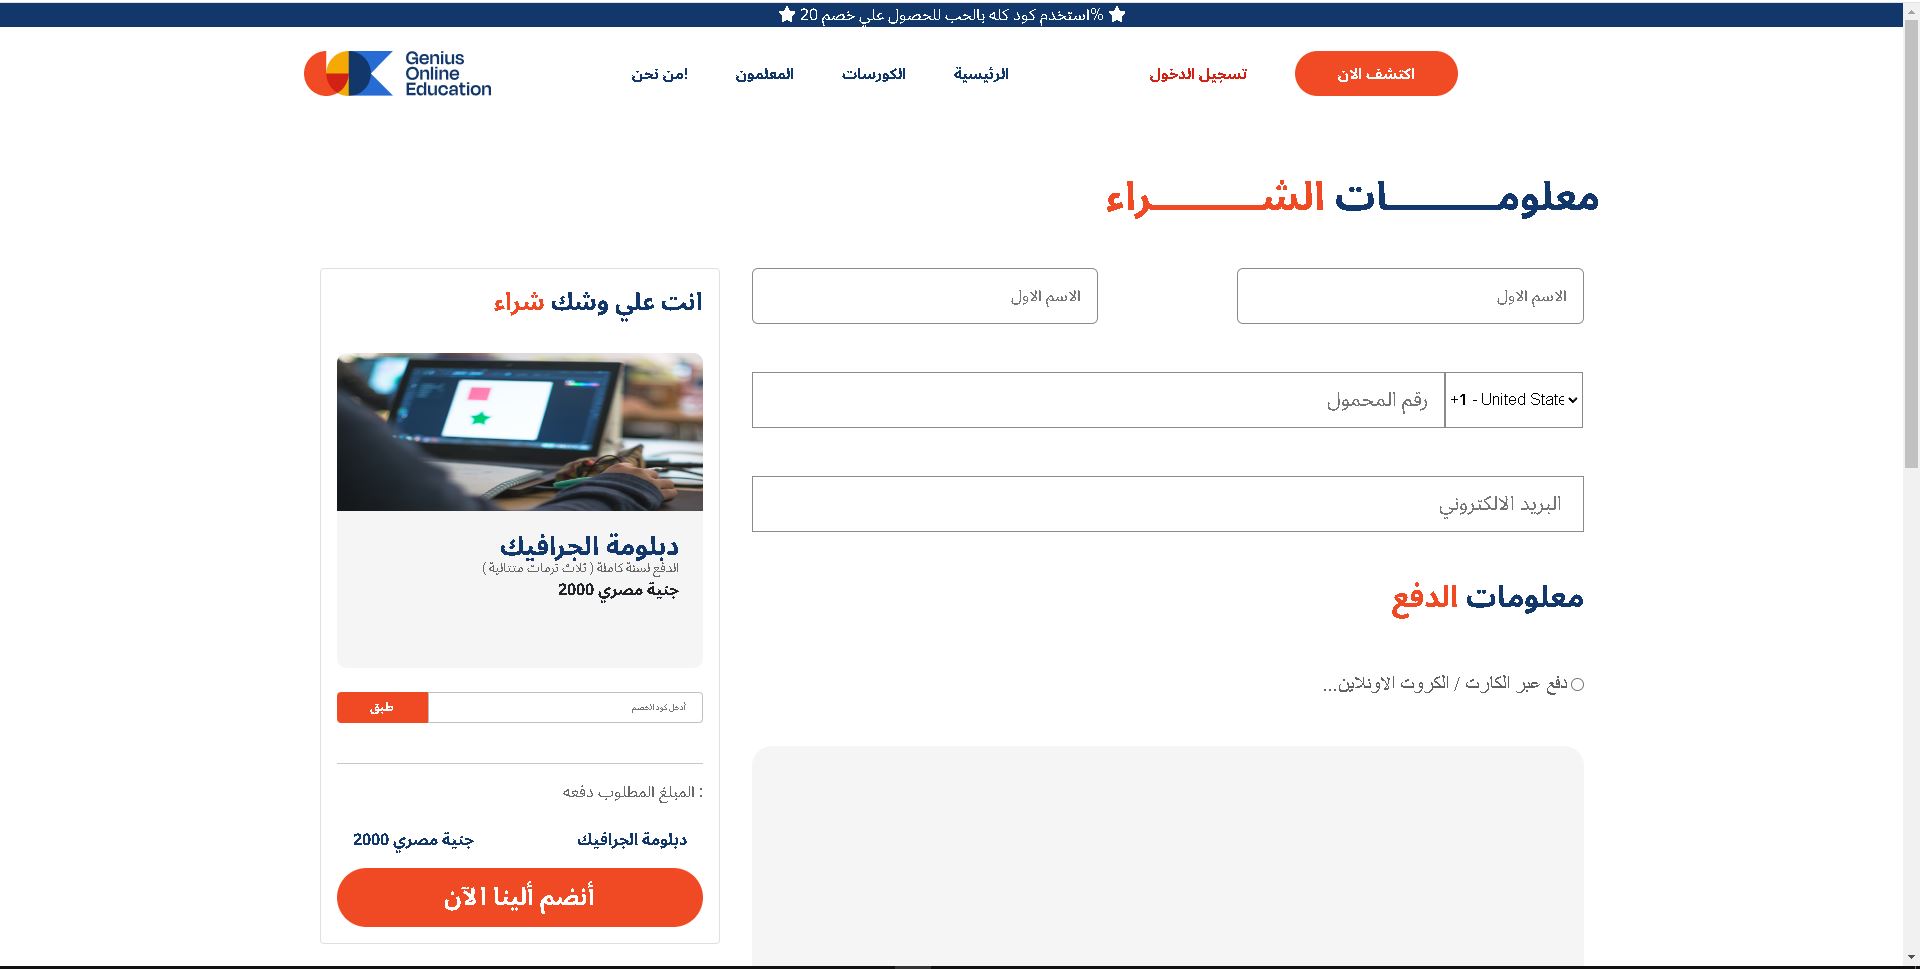 استخدم كود كله بالحب للحصول علي خصم 20%
Genius
Online
Education
من نحن!
المعلمون
الكورسات
الرئيسية
تسجيل الدخول
اكتشف الان
معلومـــــــــات الشـــــــــراء
الاسم الاول
الاسم الاول
رقم المحمول
+1 - United State
البريد الالكتروني
معلومات الدفع
دفع عبر الكارت / الكروت الاونلاين...
انت علي وشك شراء
دبلومة الجرافيك
الدفع لسنة كاملة ( ثلاث ترمات متتالية )
جنية مصري 2000
أدخل كود الخصم
طبق
المبلغ المطلوب دفعه :
دبلومة الجرافيك
جنية مصري 2000
أنضم ألينا الآن